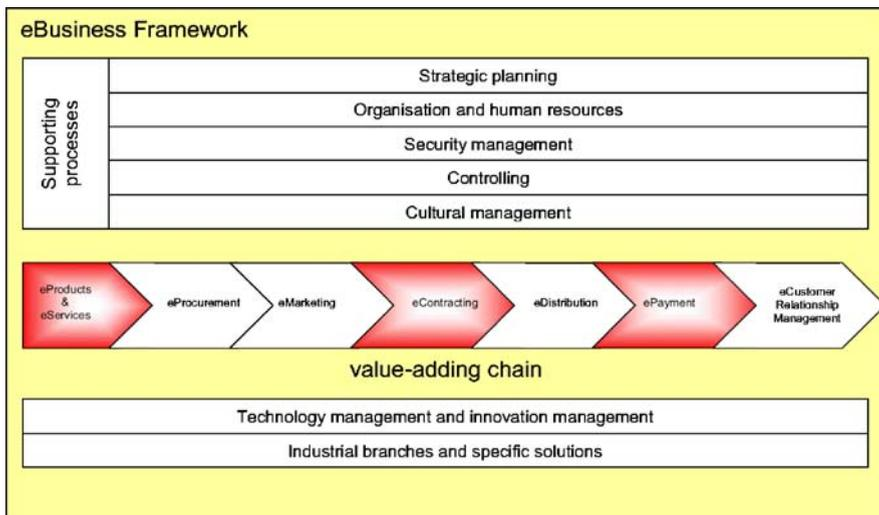 eBusiness Framework
Supporting
processes
Strategic planning
Organisation and human resources
Security management
Controlling
Cultural management
eProducts
&
eServices
eProcurement
eMarketing
eContracting
eDistribution
ePayment
eCustomer
Relationship
Management
value-adding chain
Technology management and innovation management
Industrial branches and specific solutions